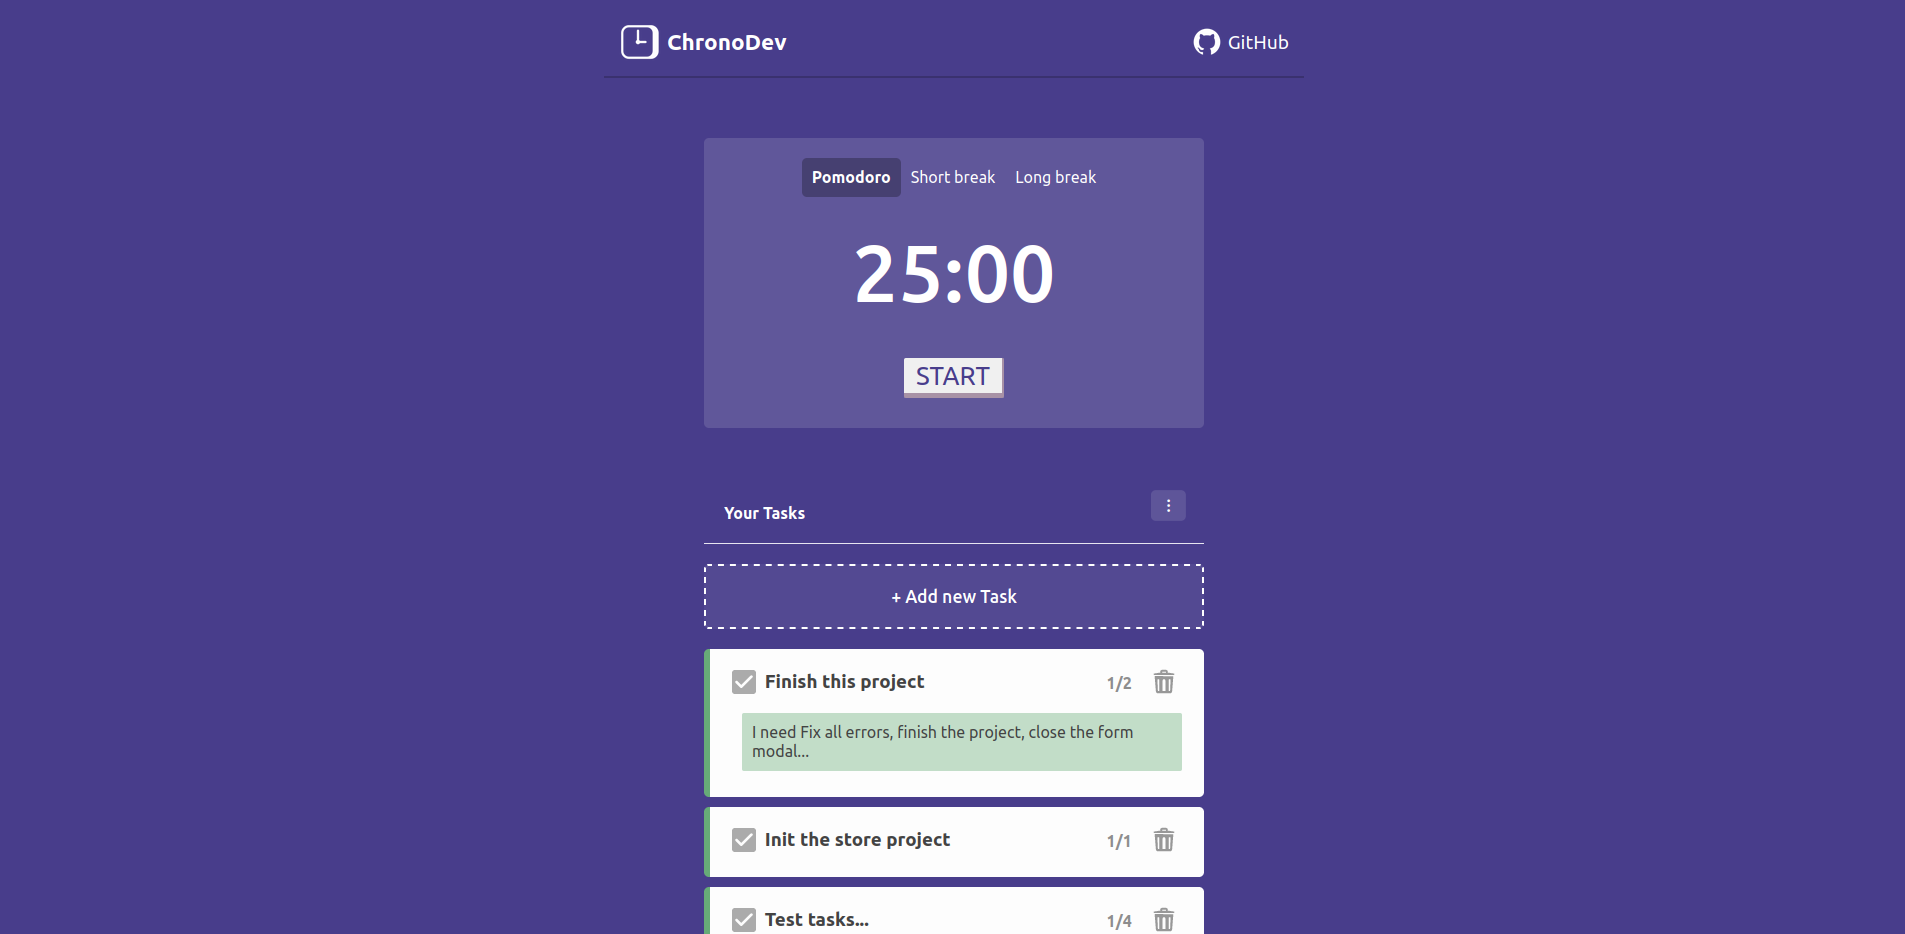 ChronoDev
GitHub
Pomodoro Short break Long break
25:00
START
Your Tasks
+ Add new Task
Finish this project 1/2
I need Fix all errors, finish the project, close the form
modal...
Init the store project 1/1
Test tasks... 1/4